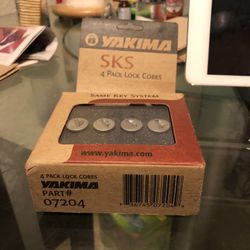 YAKIMA
SKS
4 PACK LOCK CORES
SAME KEY SYSTEM
www.yakima.com
4 PACK LOCK CORES
YAKIMA
PART#
07204